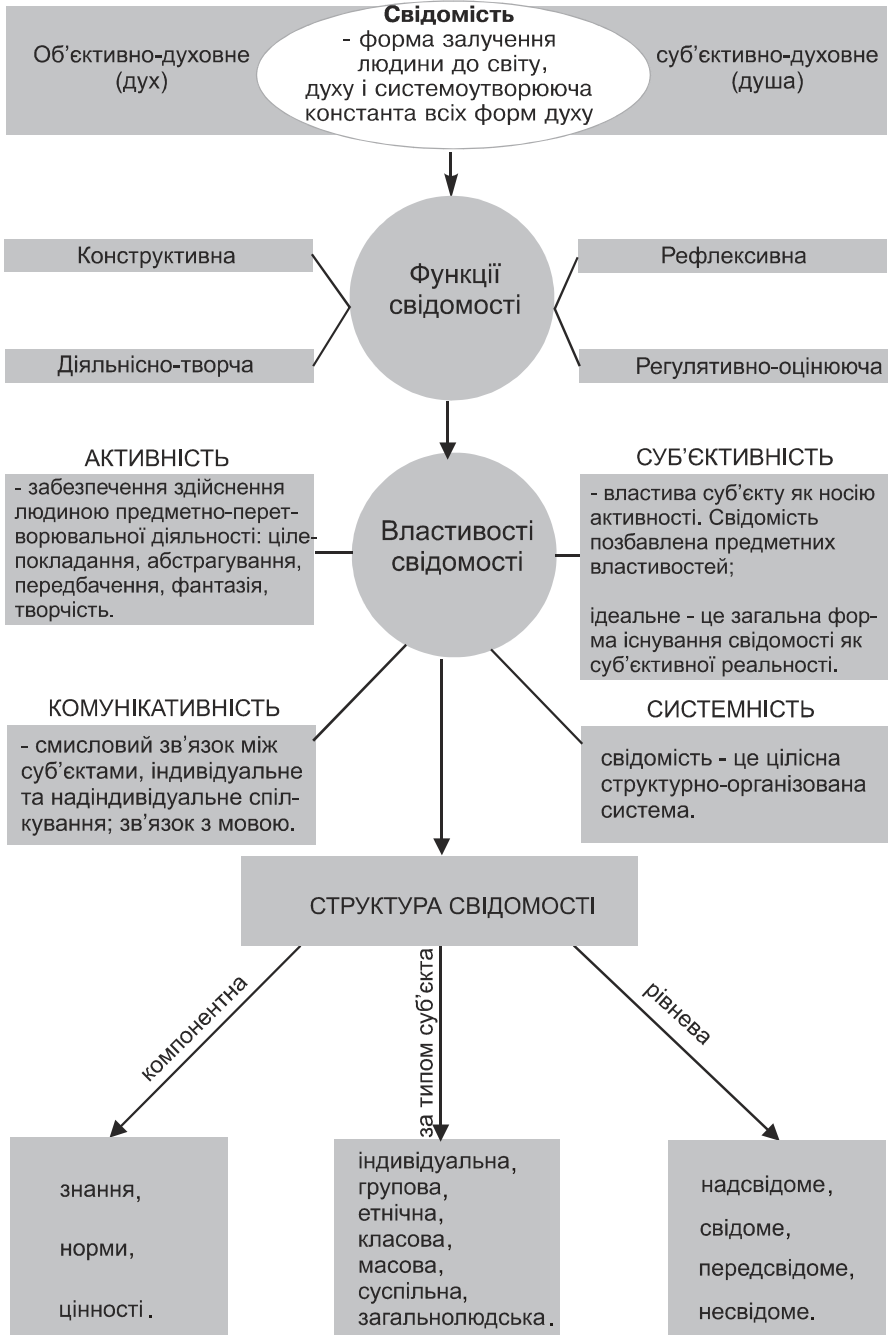 Об’єктивно-духовне
(дух)
Свідомість
- форма залучення
людини до світу,
духу і системоутворююча
константа всіх форм духу
суб’єктивно-духовне
(душа)
Функції
свідомості
Конструктивна
Рефлексивна
Діяльнісно-творча
Регулятивно-оцінююча
Властивості
свідомості
АКТИВНІСТЬ
- забезпечення здійснення
людиною предметно-перет-
ворювальної діяльності: ціле-
покладання, абстрагування,
передбачення, фантазія,
творчість.
СУБ’ЄКТИВНІСТЬ
- властива суб’єкту як носію
активності. Свідомість
позбавлена предметних
властивостей;
ідеальне - це загальна фор-
ма існування свідомості як
суб’єктивної реальності.
КОМУНІКАТИВНІСТЬ
- смисловий зв’язок між
суб’єктами, індивідуальне
та надіндивідуальне спіл-
кування; зв’язок з мовою.
СИСТЕМНІСТЬ
свідомість - це цілісна
структурно-організована
система.
СТРУКТУРА СВІДОМОСТІ
компонентна
за типом суб’єкта
рівнева
знання,
норми,
цінності.
індивідуальна,
групова,
етнічна,
класова,
масова,
суспільна,
загальнолюдська.
надсвідоме,
свідоме,
передсвідоме,
несвідоме.